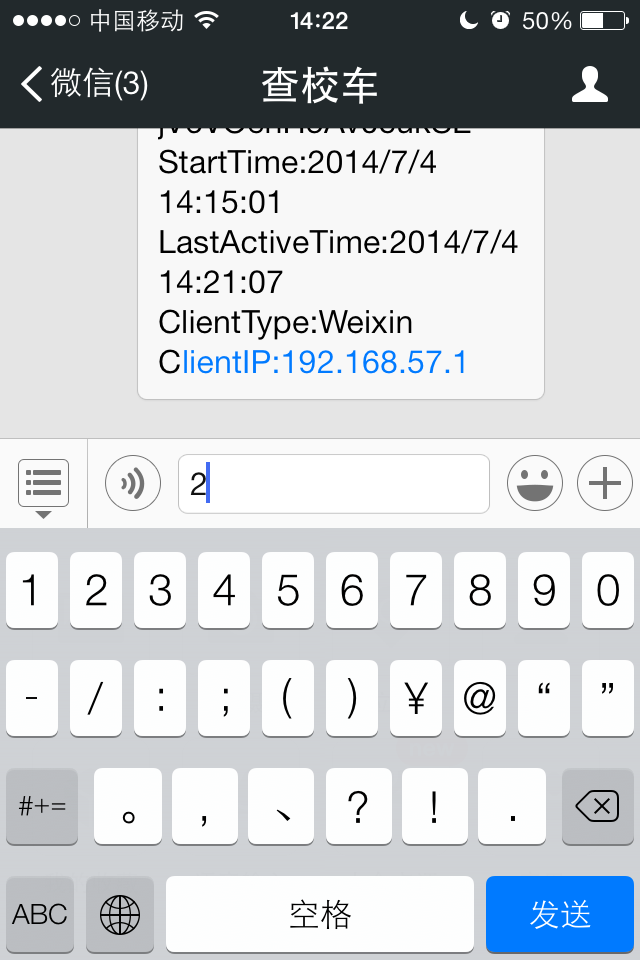 中国移动 14:22 50%
微信(3) 查校车
StartTime:2014/7/4
14:15:01
LastActiveTime:2014/7/4
14:21:07
ClientType:Weixin
ClientIP:192.168.57.1
2
1 2 3 4 5 6 7 8 9 0
- / : ; ( ) ¥ @ “ ”
#+= 。 , 、 ? ! .
ABC 空格 发送